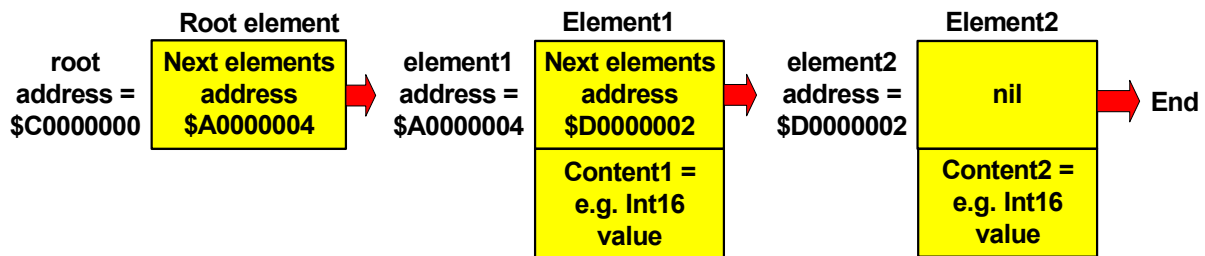 Root element
Element1
Element2
root
address =
$C0000000
Next elements
address
$A0000004
element1
address =
$A0000004
Next elements
address
$D0000002
element2
address =
$D0000002
nil
End
Content1 =
e.g. Int16
value
Content2 =
e.g. Int16
value